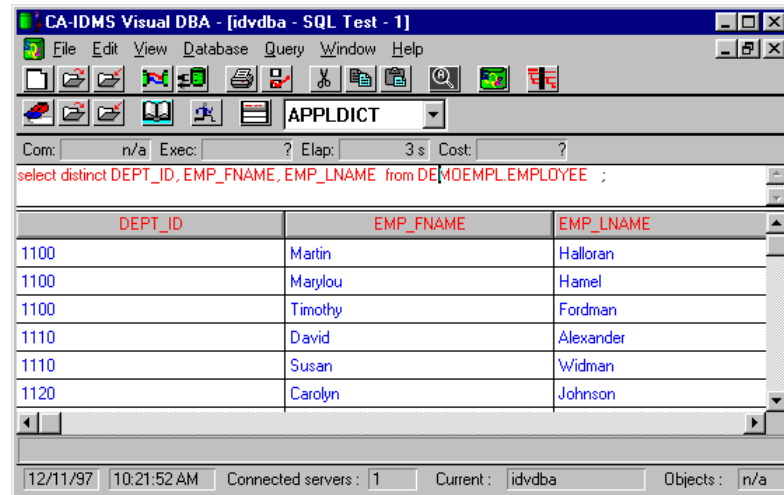 CA-IDMS Visual DBA - [idvdba - SQL Test - 1]
File Edit View Database Query Window Help
APPLDICT
Com: n/a Exec: ? Elap: 3 s Cost: ?
select distinct DEPT_ID, EMP_FNAME, EMP_LNAME from DEMOEMPL.EMPLOYEE ;
DEPT_ID EMP_FNAME EMP_LNAME
1100 Martin Halloran
1100 Marylou Hamel
1100 Timothy Fordman
1110 David Alexander
1110 Susan Widman
1120 Carolyn Johnson
12/11/97 10:21:52 AM Connected servers : 1 Current : idvdba Objects : n/a